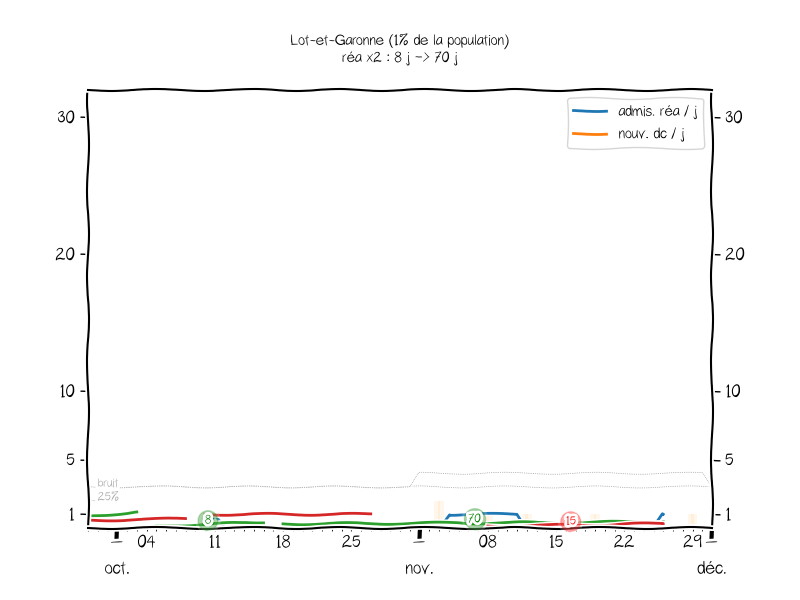 Lot-et-Garonne (1% de la population)
réa x2 : 8 j -> 70 j
admis. réa / j
nouv. dc / j
30
30
20
20
10
10
5
5
bruit
25%
1
1
8
70
15
04
11
18
25
08
15
22
29
oct.
nov.
déc.